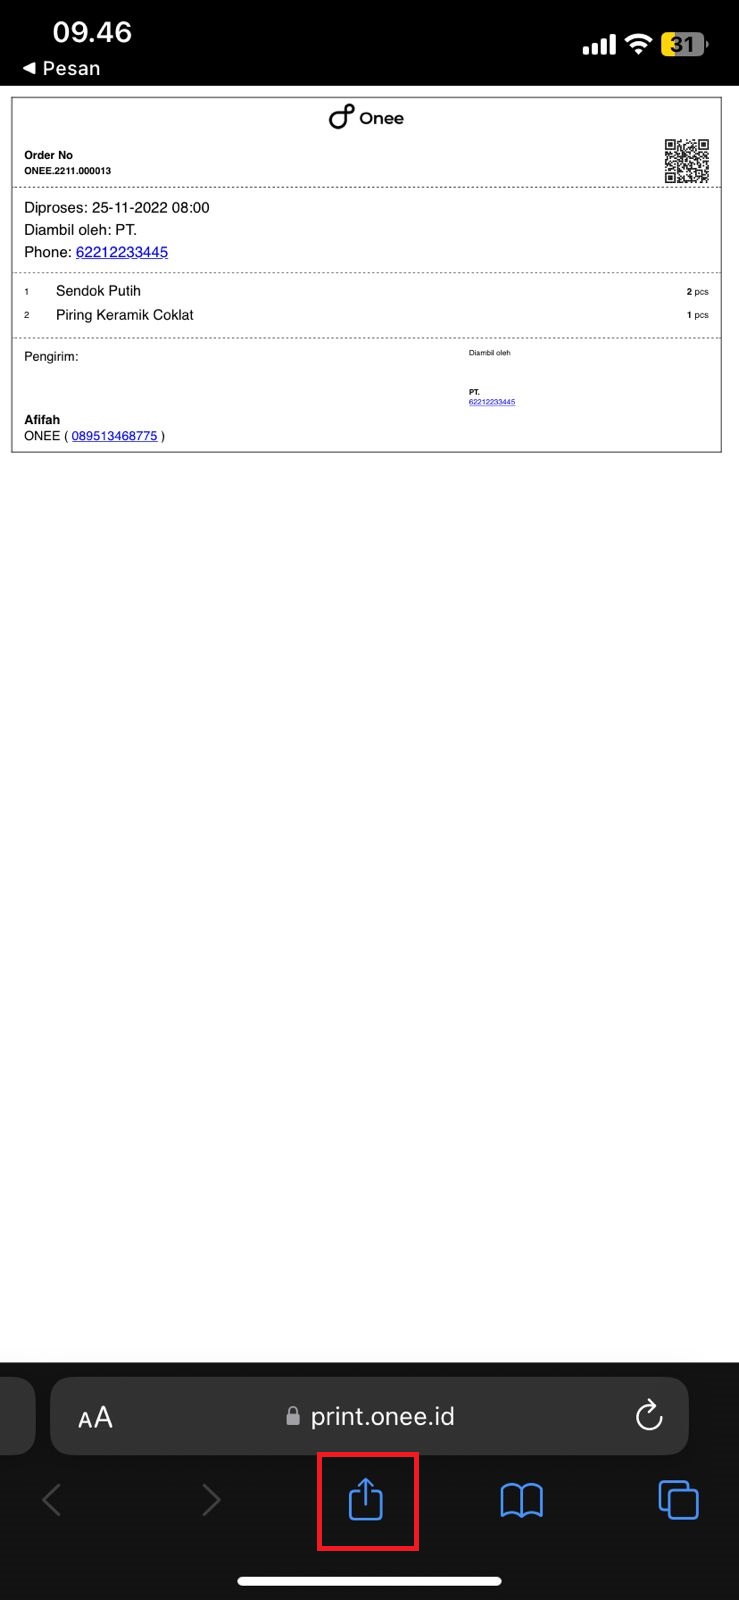 09.46
31
◀ Pesan
Onee
Order No
ONEE.2211.000013
Diproses: 25-11-2022 08:00
Diambil oleh: PT.
Phone: 62212233445
1 Sendok Putih 2 pcs
2 Piring Keramik Coklat 1 pcs
Pengirim:
Diambil oleh
PT.
62212233445
Afifah
ONEE ( 089513468775 )
AA print.onee.id